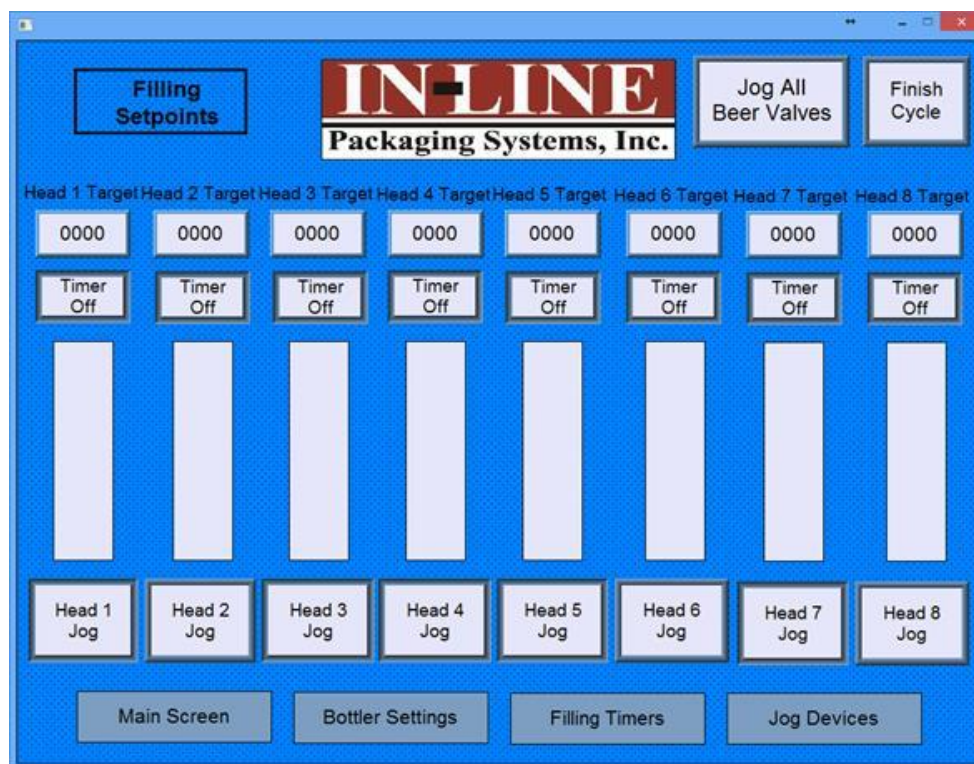 Filling
Setpoints
IN-LINE
Packaging Systems, Inc.
Jog All
Beer Valves
Finish
Cycle
Head 1 Target Head 2 Target Head 3 Target Head 4 Target Head 5 Target Head 6 Target Head 7 Target Head 8 Target
0000 0000 0000 0000 0000 0000 0000 0000
Timer Timer Timer Timer Timer Timer Timer Timer
Off Off Off Off Off Off Off Off
Head 1 Head 2 Head 3 Head 4 Head 5 Head 6 Head 7 Head 8
Jog Jog Jog Jog Jog Jog Jog Jog
Main Screen Bottler Settings Filling Timers Jog Devices